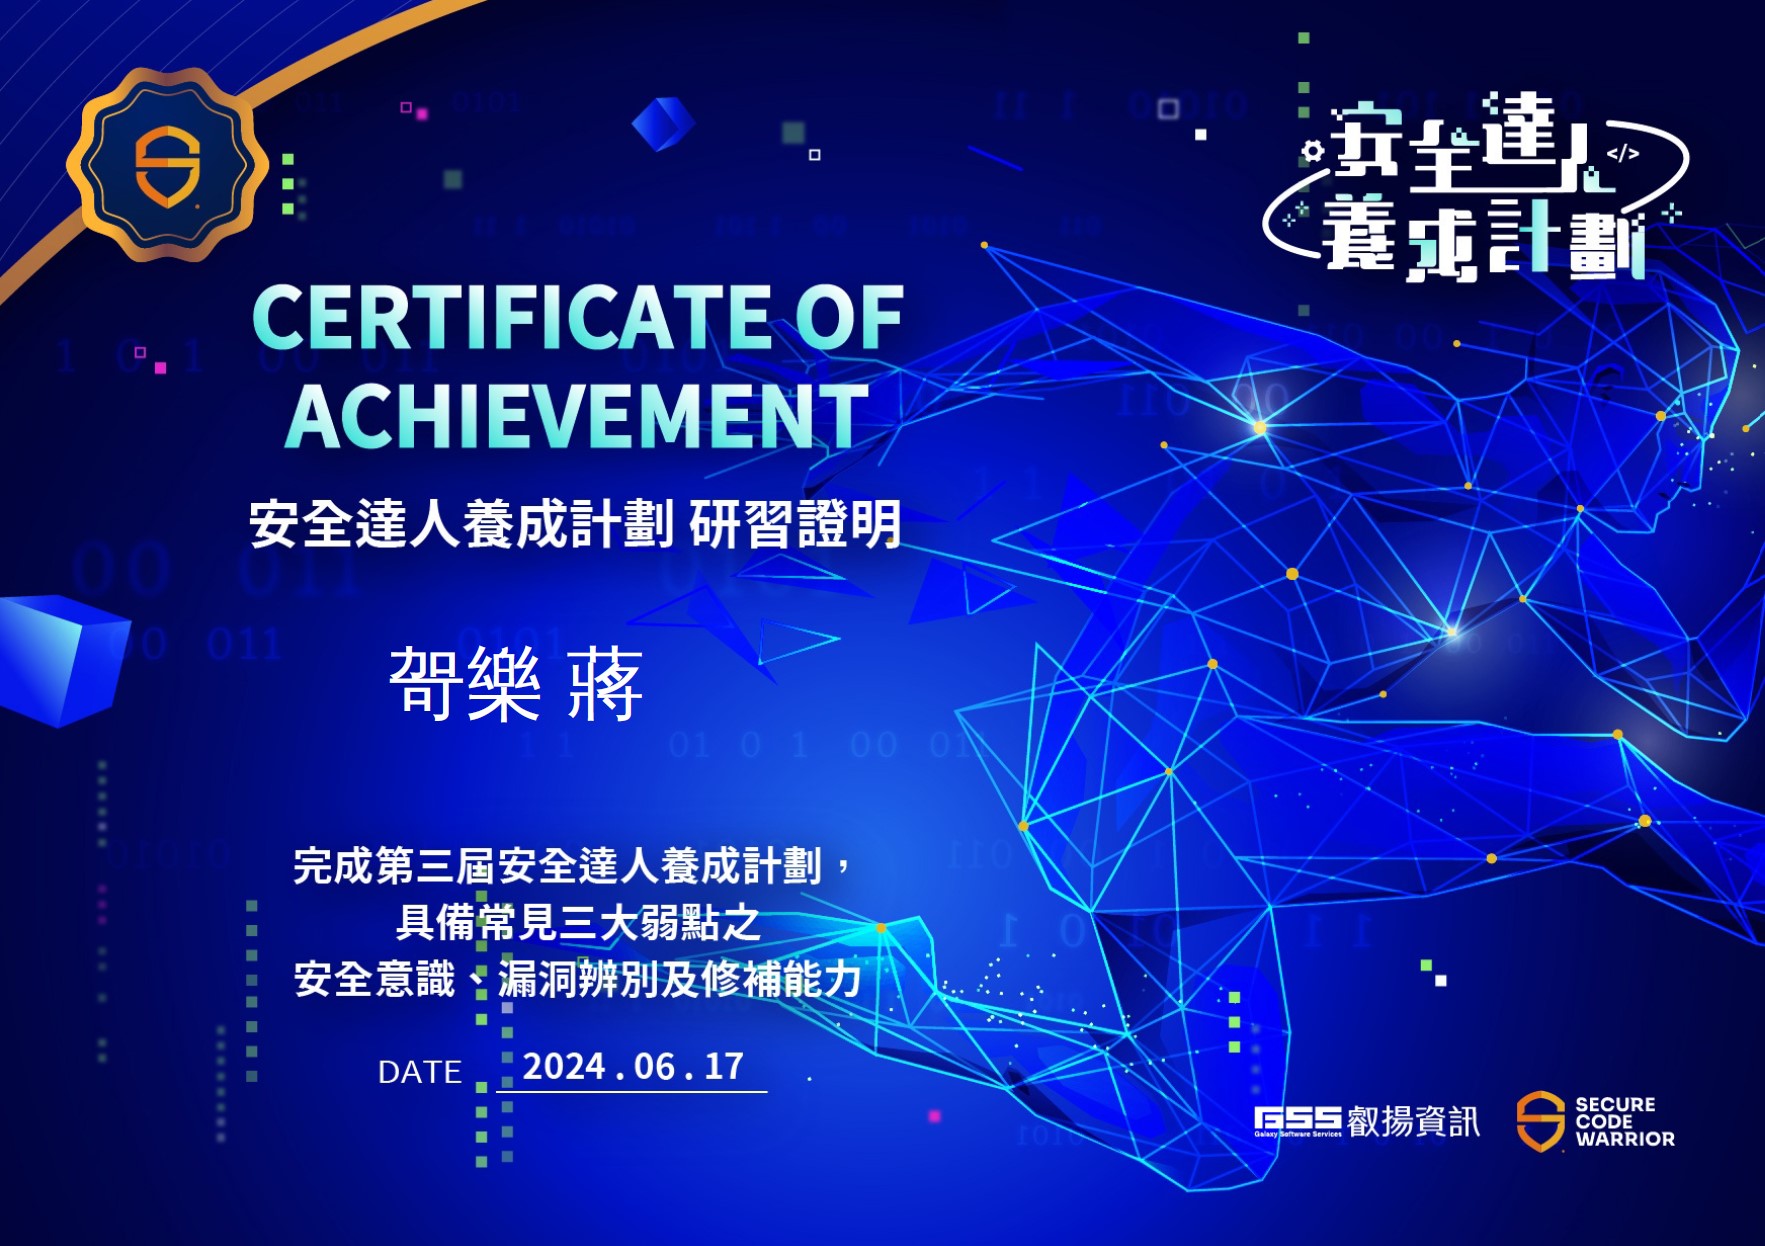 安全達人
</>
養成計劃
CERTIFICATE OF
ACHIEVEMENT
安全達人養成計劃 研習證明
哿樂 蔣
完成第三屆安全達人養成計劃，
具備常見三大弱點之
安全意識、漏洞辨別及修補能力
DATE 2024 . 06 . 17
GSS 叡揚資訊
Galaxy Software Services
SECURE
CODE
WARRIOR